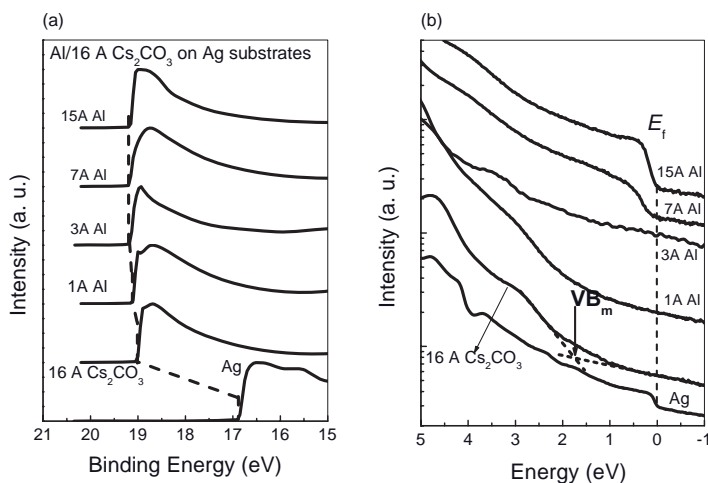 (a)
Al/16 A Cs₂CO₃ on Ag substrates
15A Al
7A Al
3A Al
1A Al
16 A Cs₂CO₃
Ag
Intensity (a. u.)
21 20 19 18 17 16 15
Binding Energy (eV)
(b)
E_f
15A Al
7A Al
3A Al
1A Al
VB_m
16 A Cs₂CO₃
Ag
Intensity (a. u.)
5 4 3 2 1 0 -1
Energy (eV)